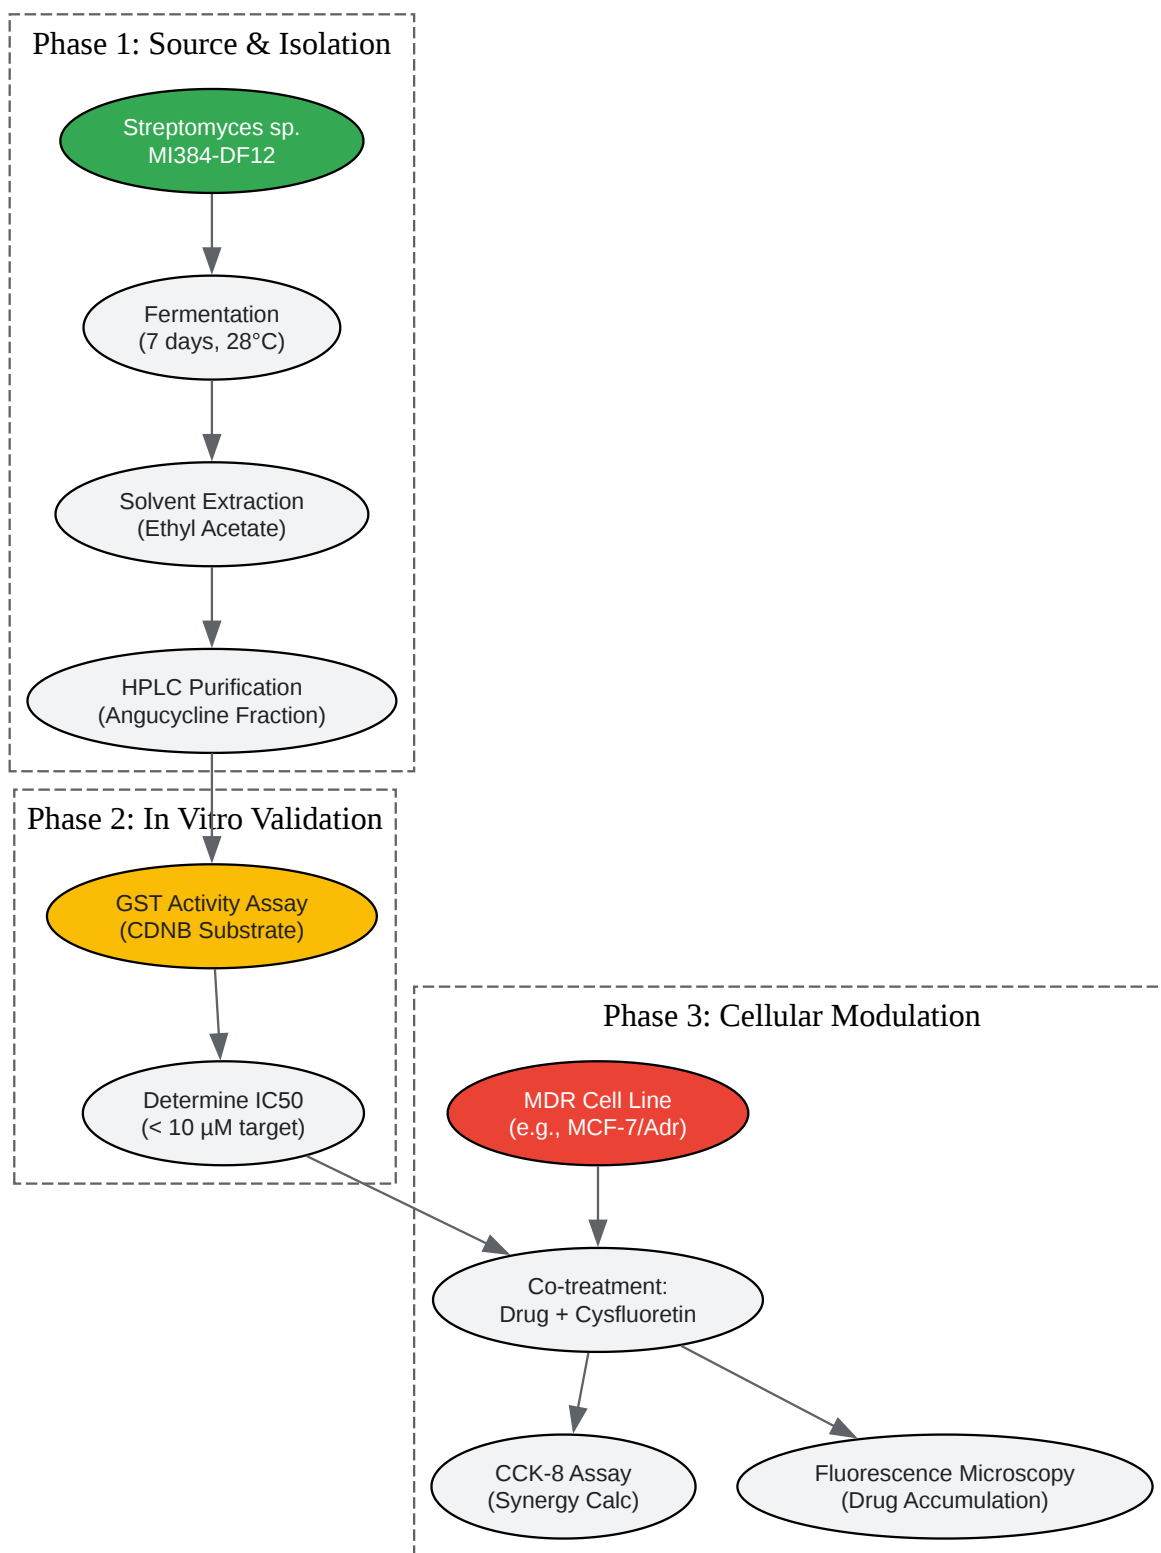 Phase 1: Source & Isolation
Streptomyces sp.
MI384-DF12
Fermentation
(7 days, 28°C)
Solvent Extraction
(Ethyl Acetate)
HPLC Purification
(Angucycline Fraction)
Phase 2: In Vitro Validation
GST Activity Assay
(CDNB Substrate)
Determine IC50
(< 10 µM target)
Phase 3: Cellular Modulation
MDR Cell Line
(e.g., MCF-7/Adr)
Co-treatment:
Drug + Cysfluoretin
CCK-8 Assay
(Synergy Calc)
Fluorescence Microscopy
(Drug Accumulation)